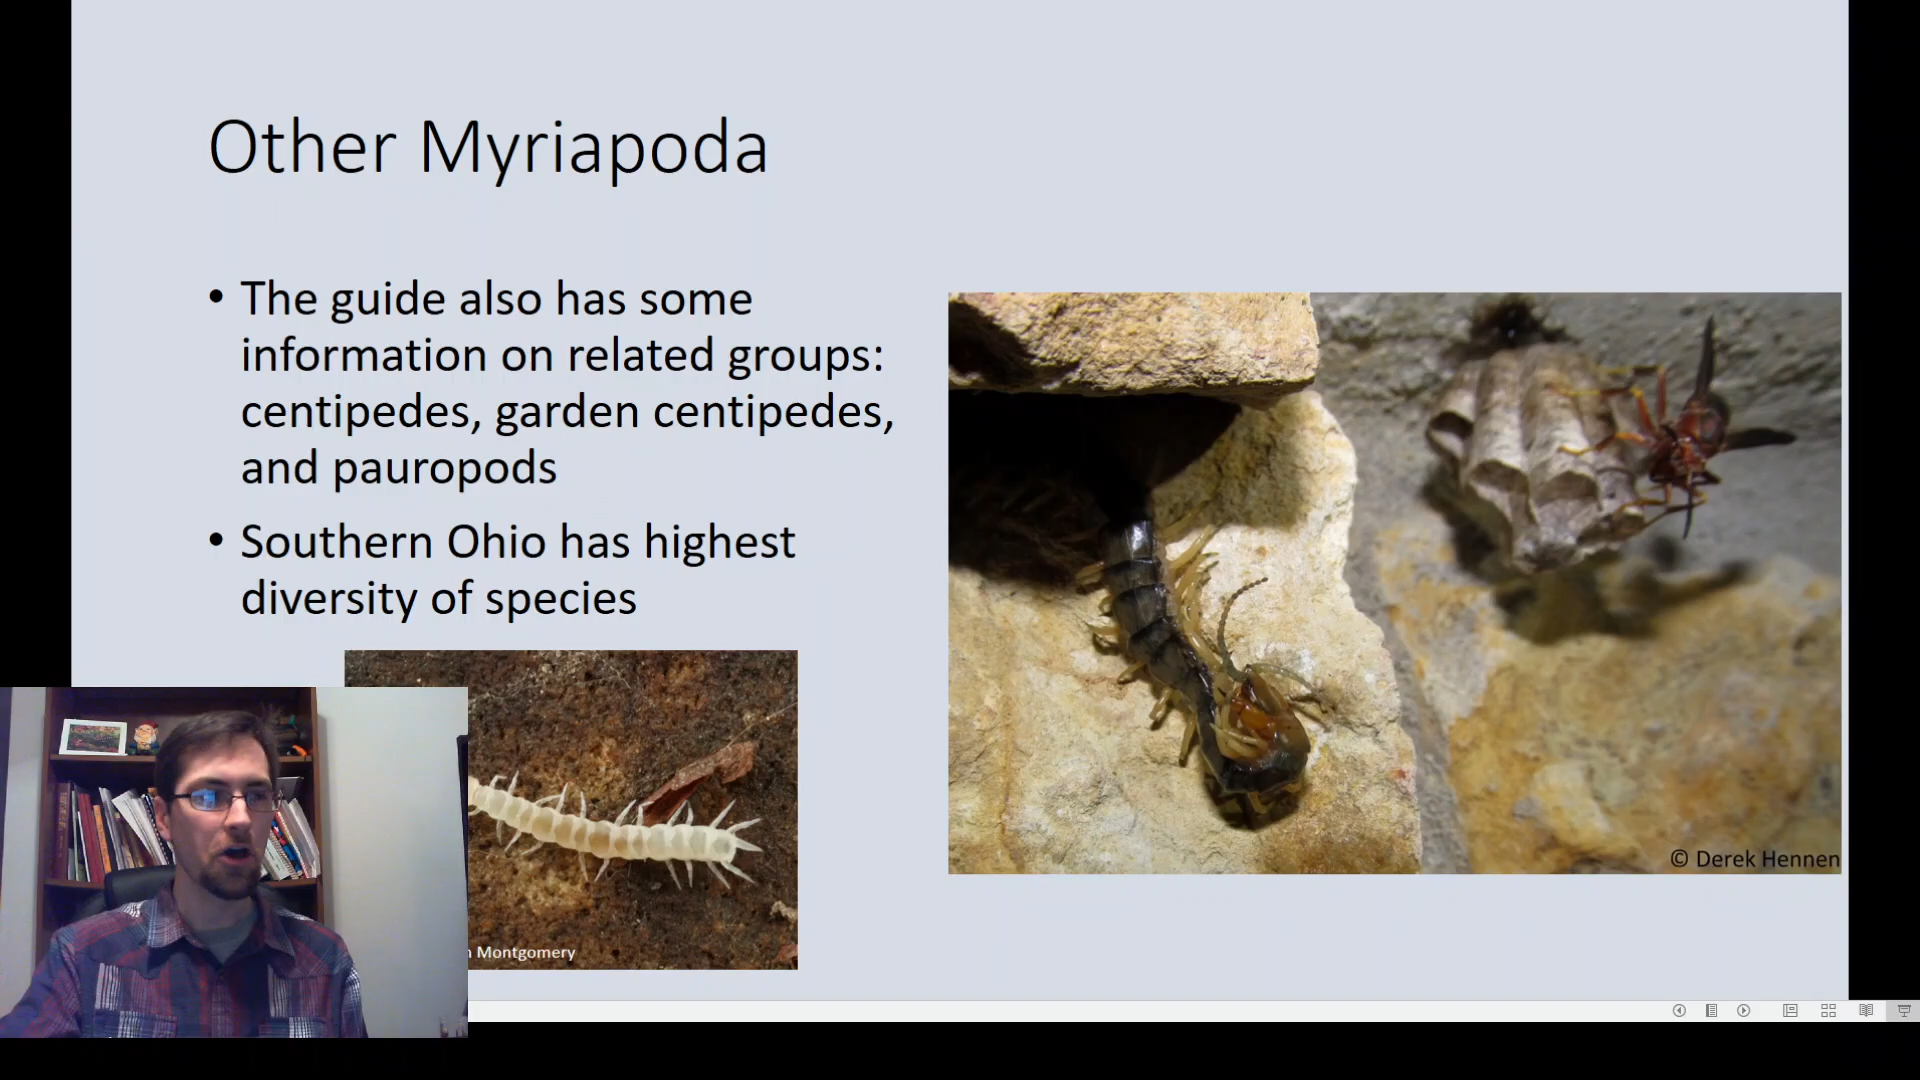 Other Myriapoda
• The guide also has some
information on related groups:
centipedes, garden centipedes,
and pauropods
• Southern Ohio has highest
diversity of species
© Derek Hennen
Montgomery